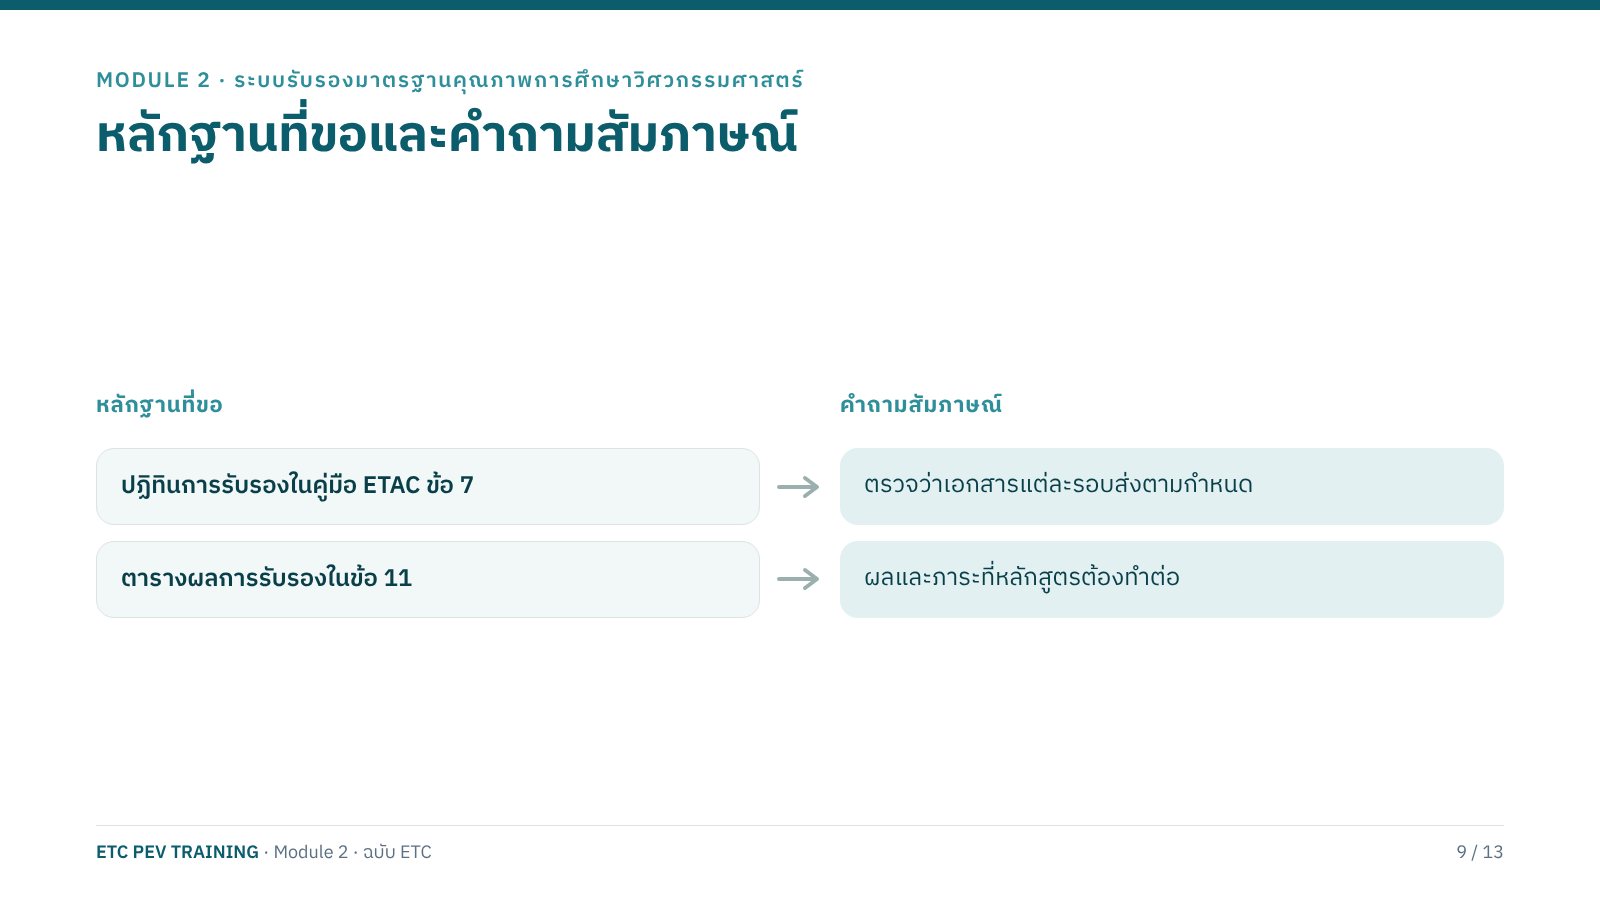 MODULE 2 · ระบบรับรองมาตรฐานคุณภาพการศึกษาวิศวกรรมศาสตร์
หลักฐานที่ขอและคำถามสัมภาษณ์
หลักฐานที่ขอ
คำถามสัมภาษณ์
ปฏิทินการรับรองในคู่มือ ETAC ข้อ 7
ตรวจว่าเอกสารแต่ละรอบส่งตามกำหนด
ตารางผลการรับรองในข้อ 11
ผลและภาระที่หลักสูตรต้องทำต่อ
ETC PEV TRAINING · Module 2 · ฉบับ ETC
9 / 13